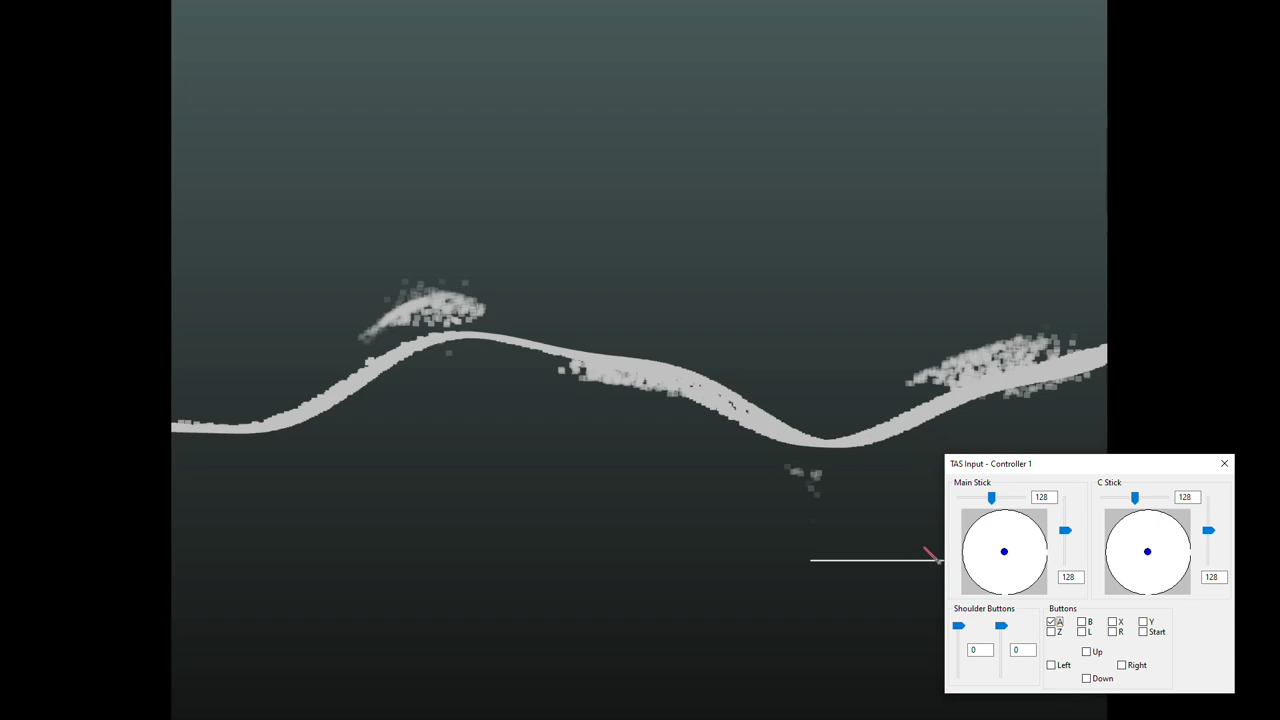 TAS Input - Controller 1
Main Stick
C Stick
128
128
128
128
Shoulder Buttons
Buttons
0
0
A B X Y
Z L R Start
Up
Left Right
Down